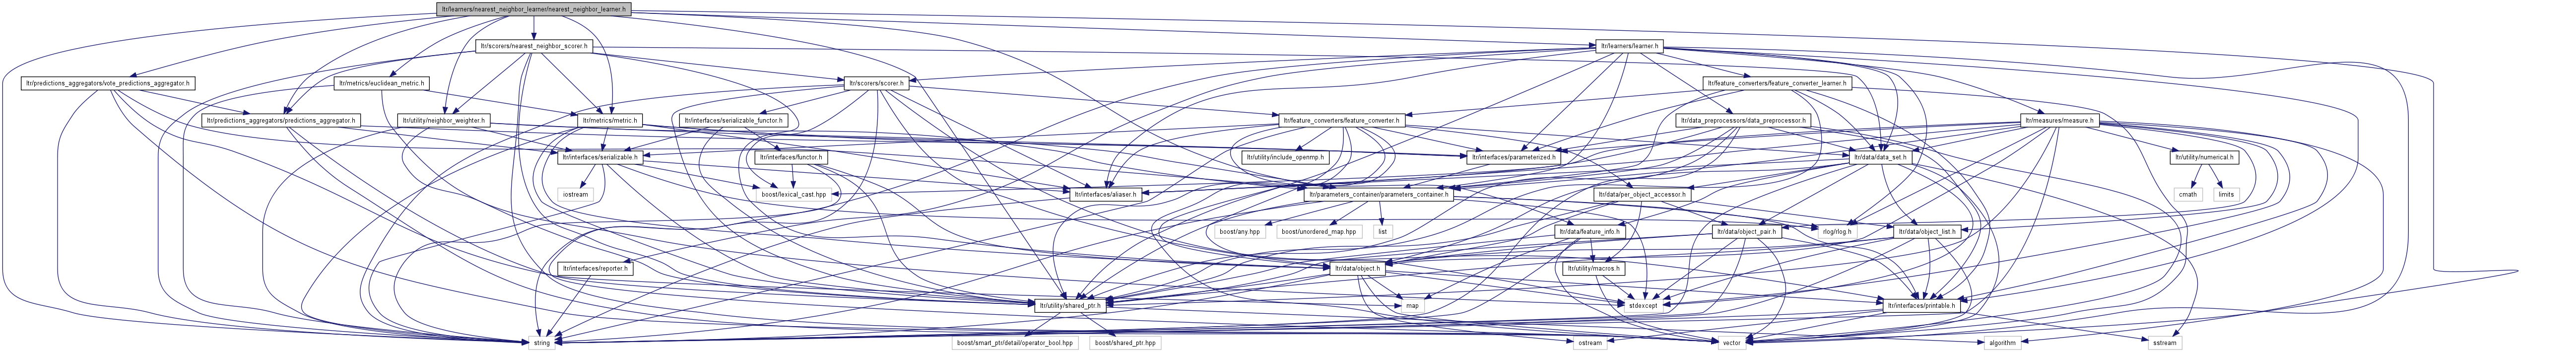 ltr/learners/nearest_neighbor_learner/nearest_neighbor_learner.h
ltr/scorers/nearest_neighbor_scorer.h
ltr/learners/learner.h
ltr/predictions_aggregators/vote_predictions_aggregator.h
ltr/metrics/euclidean_metric.h
ltr/scorers/scorer.h
ltr/feature_converters/feature_converter_learner.h
ltr/predictions_aggregators/predictions_aggregator.h
ltr/utility/neighbor_weighter.h
ltr/metrics/metric.h
ltr/interfaces/serializable_functor.h
ltr/feature_converters/feature_converter.h
ltr/data_preprocessors/data_preprocessor.h
ltr/measures/measure.h
ltr/interfaces/serializable.h
ltr/interfaces/functor.h
ltr/utility/include_openmp.h
ltr/interfaces/parameterized.h
ltr/data/data_set.h
ltr/utility/numerical.h
iostream
boost/lexical_cast.hpp
ltr/interfaces/aliaser.h
ltr/parameters_container/parameters_container.h
ltr/data/per_object_accessor.h
cmath
limits
boost/any.hpp
boost/unordered_map.hpp
list
ltr/data/feature_info.h
ltr/data/object_pair.h
rlog/rlog.h
ltr/data/object_list.h
ltr/interfaces/reporter.h
ltr/data/object.h
ltr/utility/macros.h
ltr/utility/shared_ptr.h
map
stdexcept
ltr/interfaces/printable.h
string
boost/smart_ptr/detail/operator_bool.hpp
boost/shared_ptr.hpp
ostream
vector
algorithm
sstream